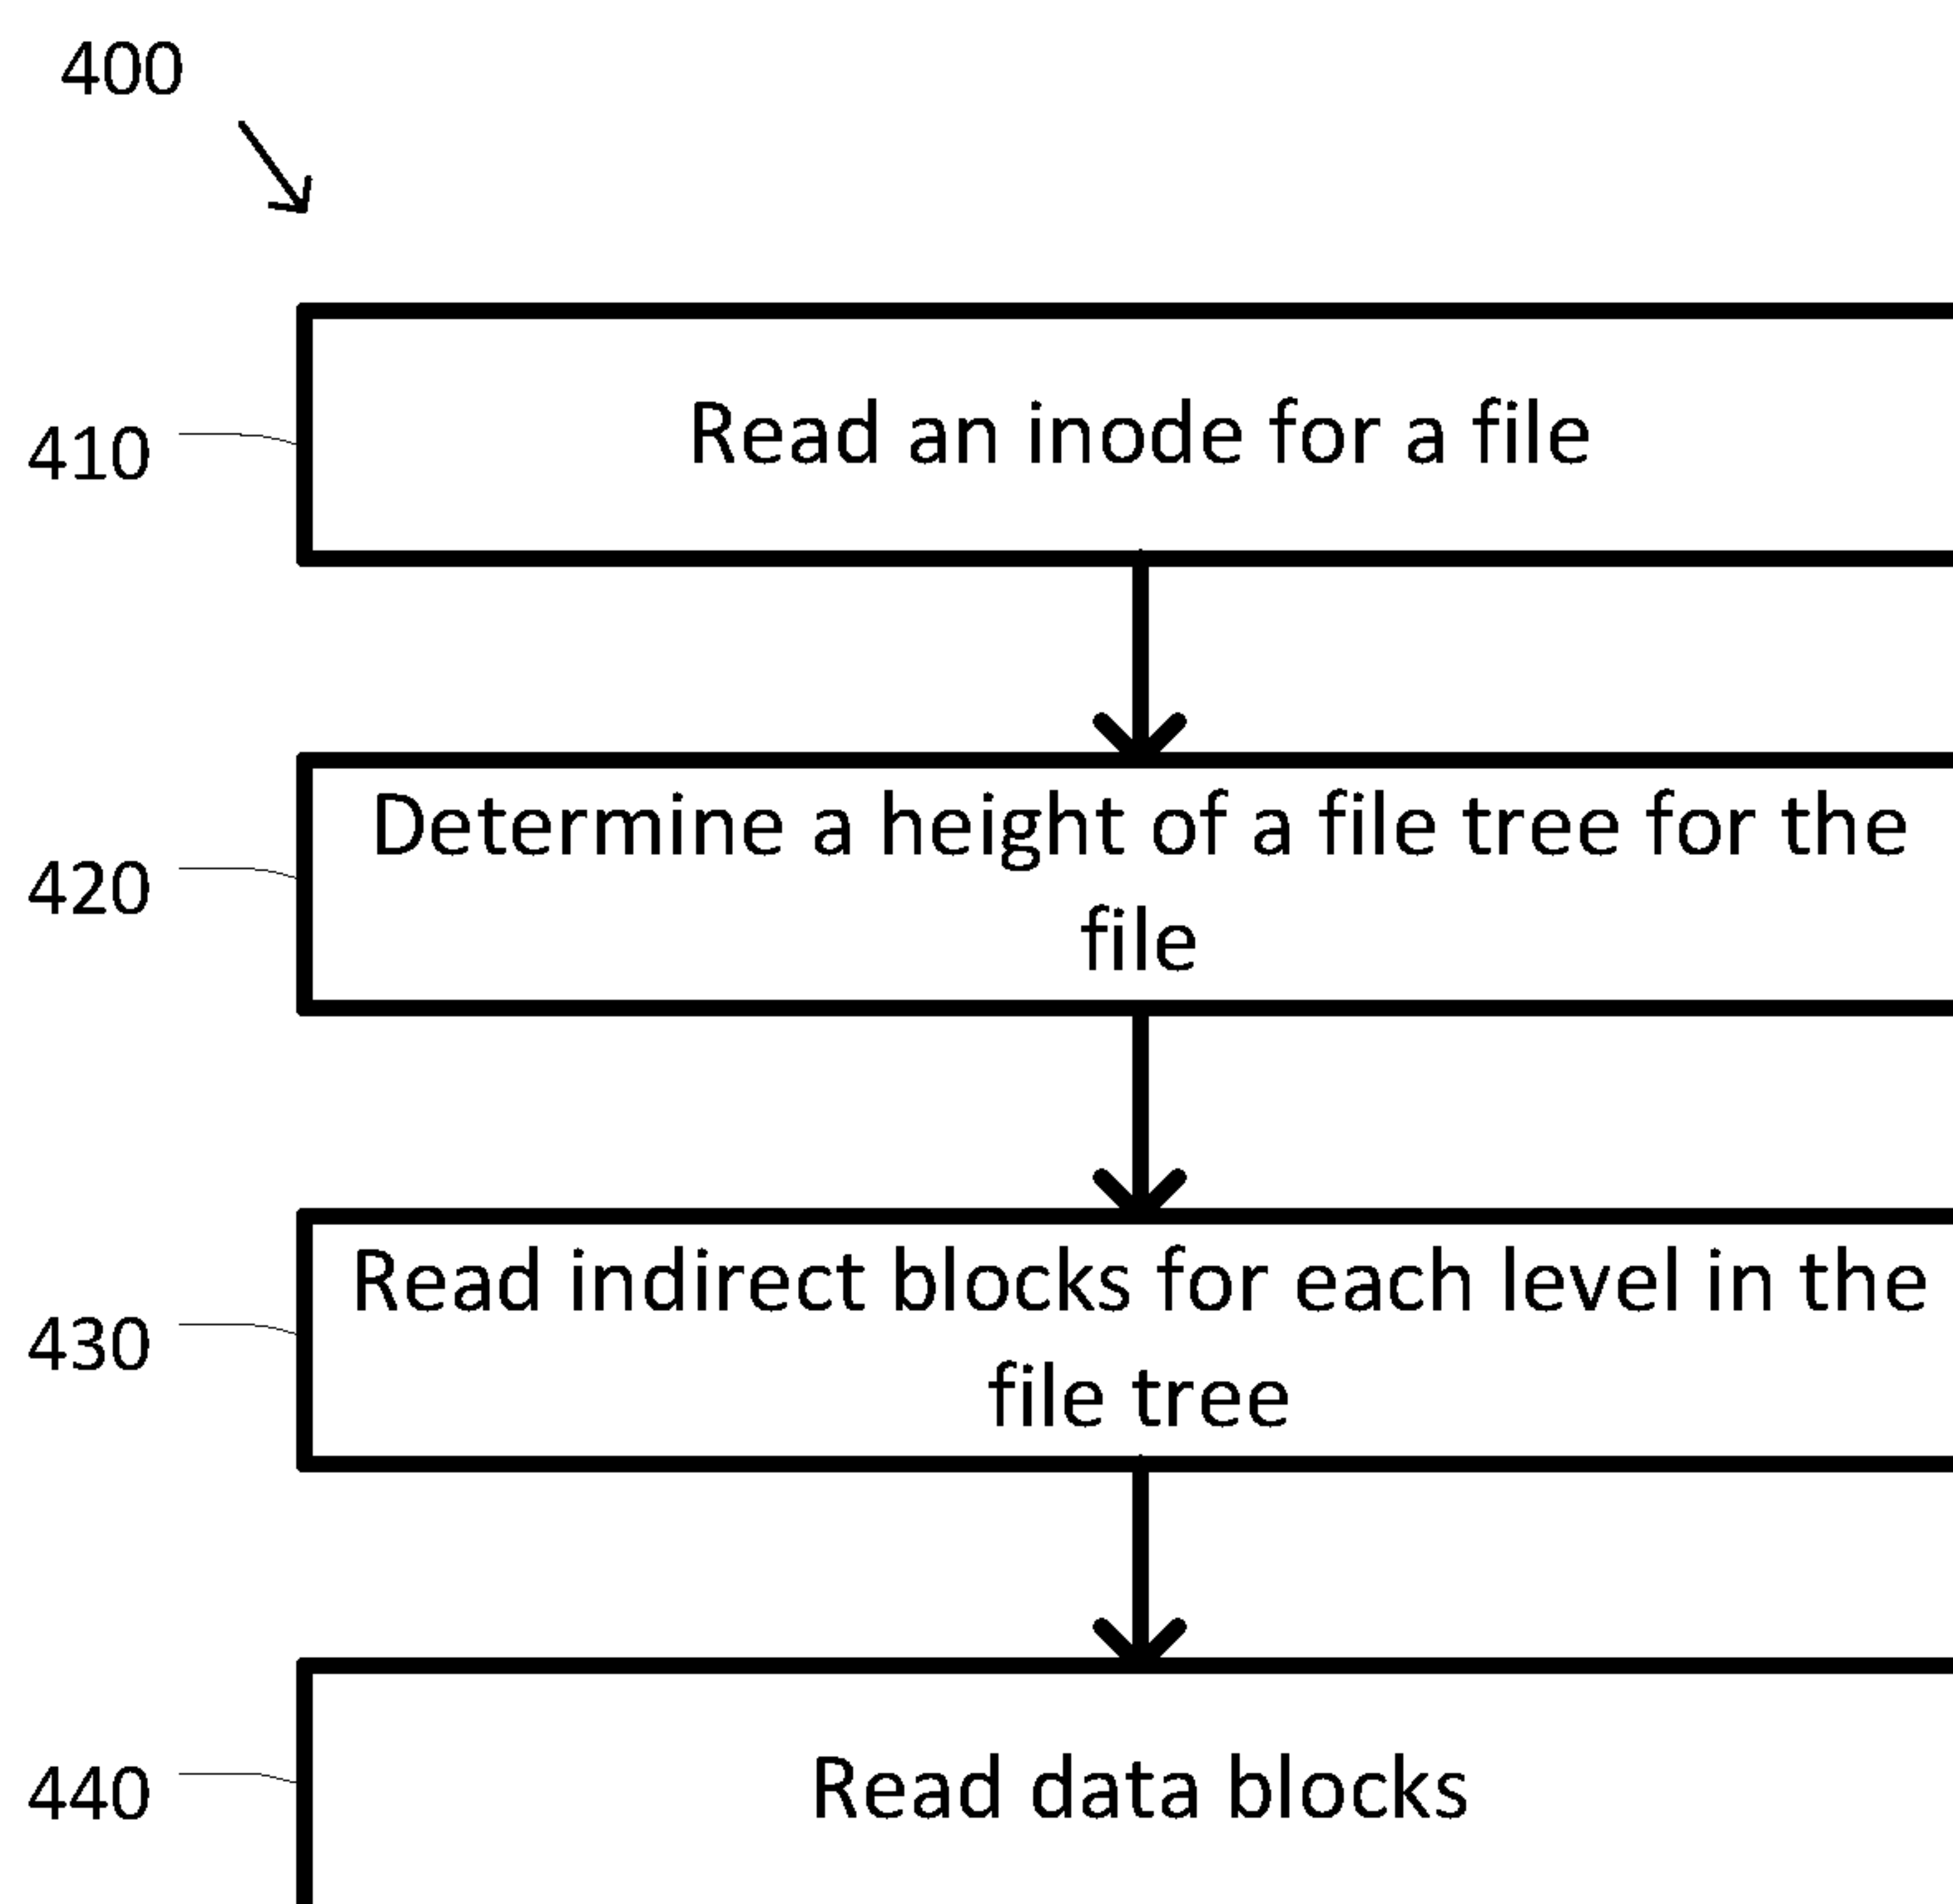 400
410
Read an inode for a file
420
Determine a height of a file tree for the
file
430
Read indirect blocks for each level in the
file tree
440
Read data blocks